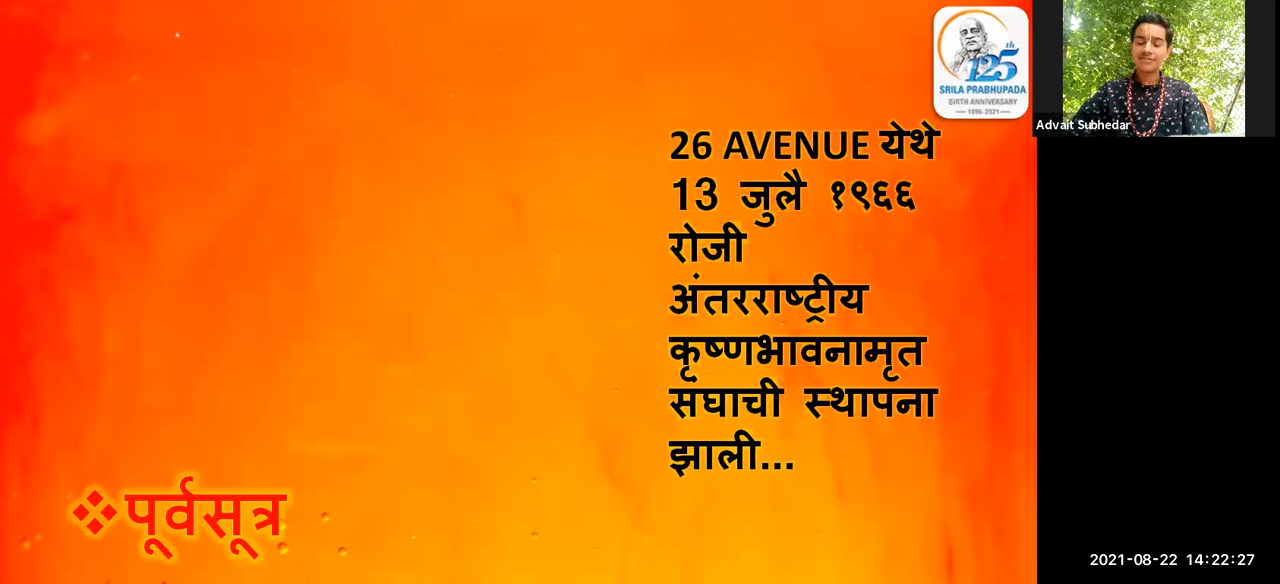 125th
SRILA PRABHUPADA
BIRTH ANNIVERSARY
1896-2021
Advait Subhedar
26 AVENUE येथे
13 जुलै १९६६
रोजी
अंतरराष्ट्रीय
कृष्णभावनामृत
संघाची स्थापना
झाली...
❖पूर्वसूत्र
2021-08-22 14:22:27